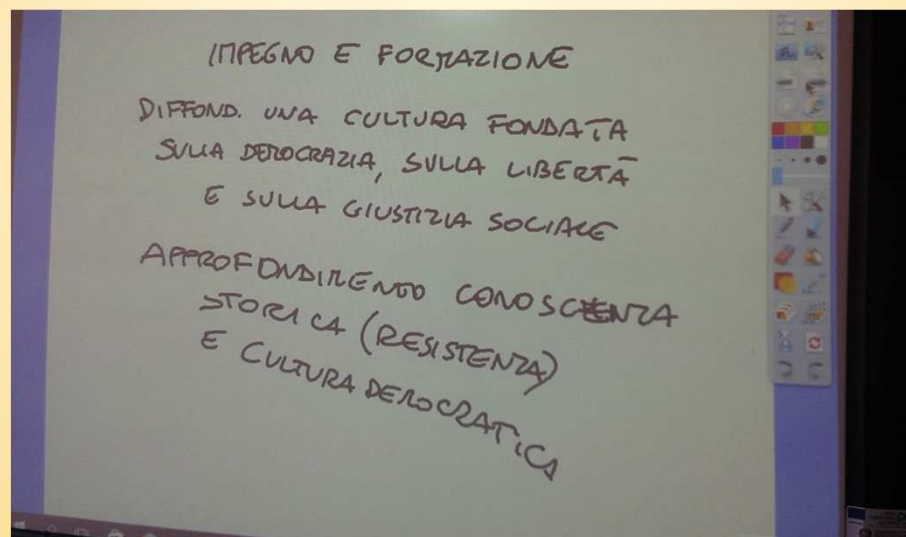 IMPEGNO E FORMAZIONE
DIFFOND. UNA CULTURA FONDATA
SULLA DEMOCRAZIA, SULLA LIBERTÀ
E SULLA GIUSTIZIA SOCIALE
APPROFONDIMENTO CONOSCENZA
STORICA (RESISTENZA)
E CULTURA DEMOCRATICA